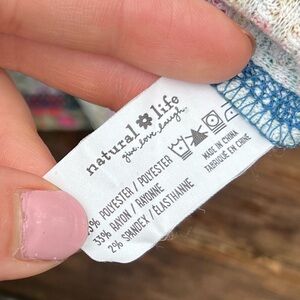 natural life
give. love. laugh.
5% POLYESTER / POLYESTER
33% RAYON / RAYONNE
2% SPANDEX / ÉLASTHANNE
MADE IN CHINA
FABRIQUÉ EN CHINE